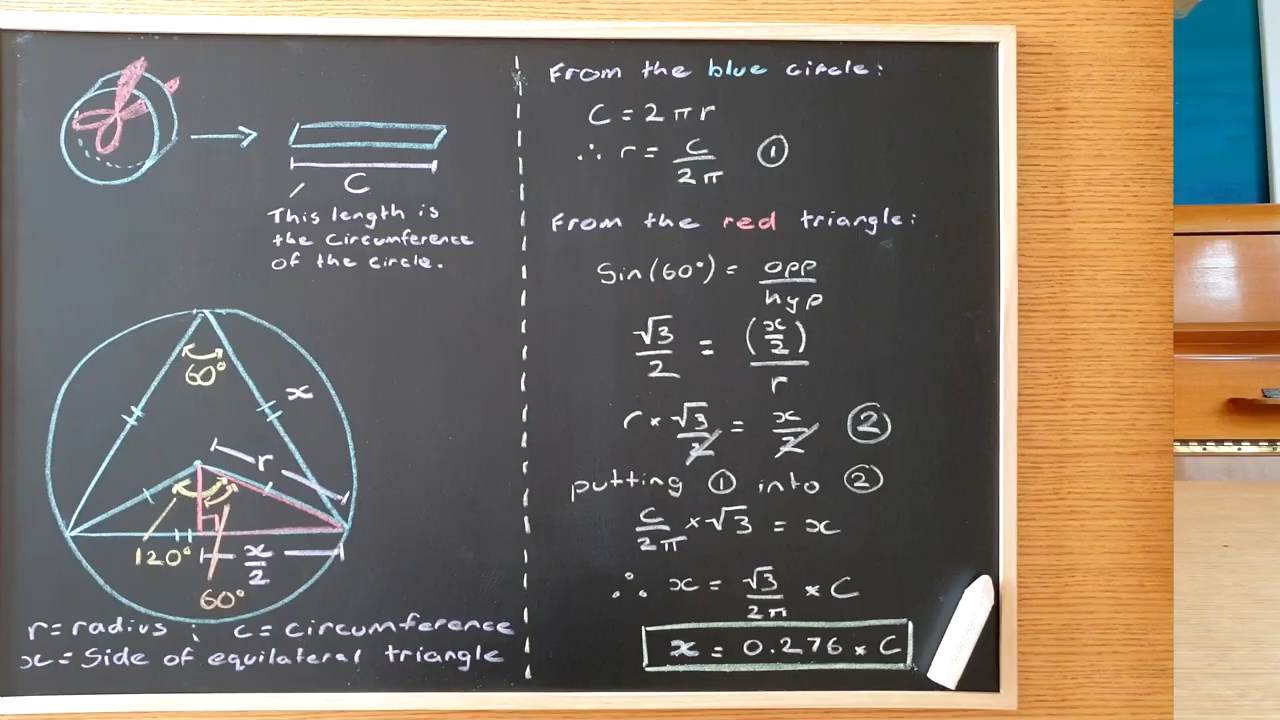 C
This length is
the circumference
of the circle.
60°
x
r
120°
x/2
60°
r=radius ; c=circumference
x=Side of equilateral triangle
From the blue circle:
C=2πr
∴ r= C/2π ①
From the red triangle:
Sin(60°)= opp/hyp
√3/2 = (x/2)/r
r×√3/2 = x/2 ②
putting ① into ②
C/2π ×√3 = x
∴ x= √3/2π × C
x = 0.276 × C